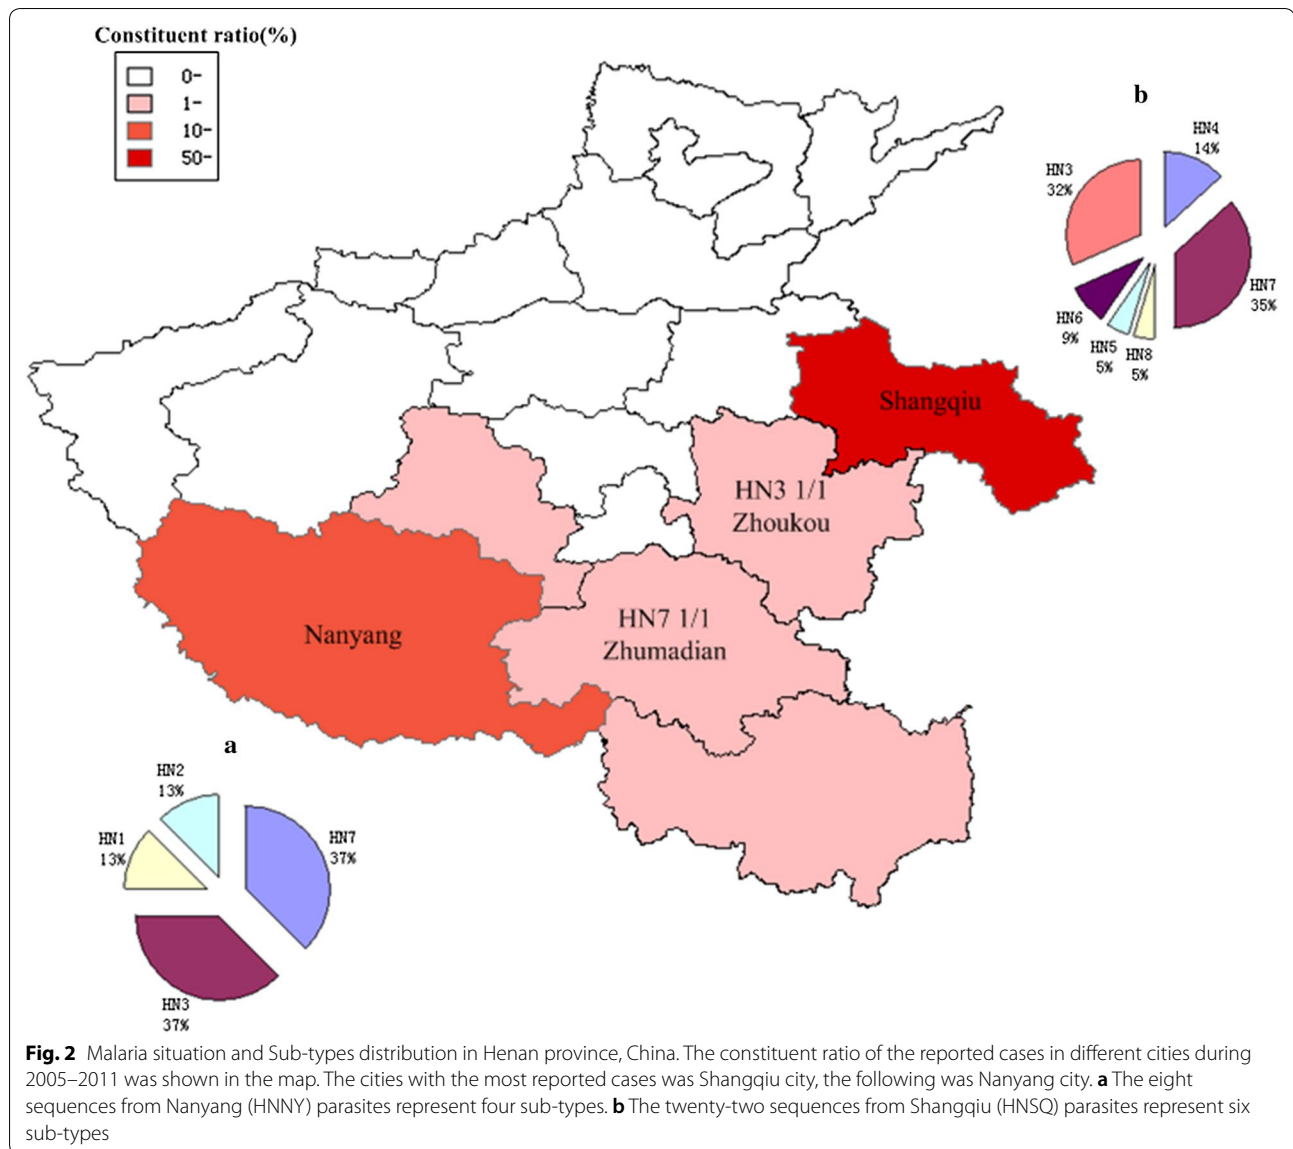 Constituent ratio(%)
0-
1-
10-
50-
b
HN4
14%
HN3
32%
HN7
35%
HN6
9%
HN5
5%
HN8
5%
Shangqiu
HN3 1/1
Zhoukou
HN7 1/1
Zhumadian
Nanyang
a
HN2
13%
HN1
13%
HN7
37%
HN3
37%
Fig. 2 Malaria situation and Sub-types distribution in Henan province, China. The constituent ratio of the reported cases in different cities during
2005–2011 was shown in the map. The cities with the most reported cases was Shangqiu city, the following was Nanyang city. a The eight
sequences from Nanyang (HNNY) parasites represent four sub-types. b The twenty-two sequences from Shangqiu (HNSQ) parasites represent six
sub-types